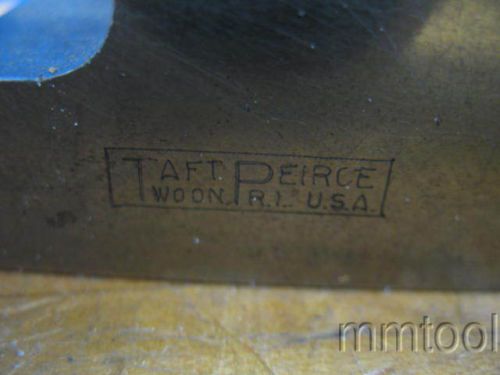 TAFT PEIRCE
WOON. R.I. U.S.A.
mmtool